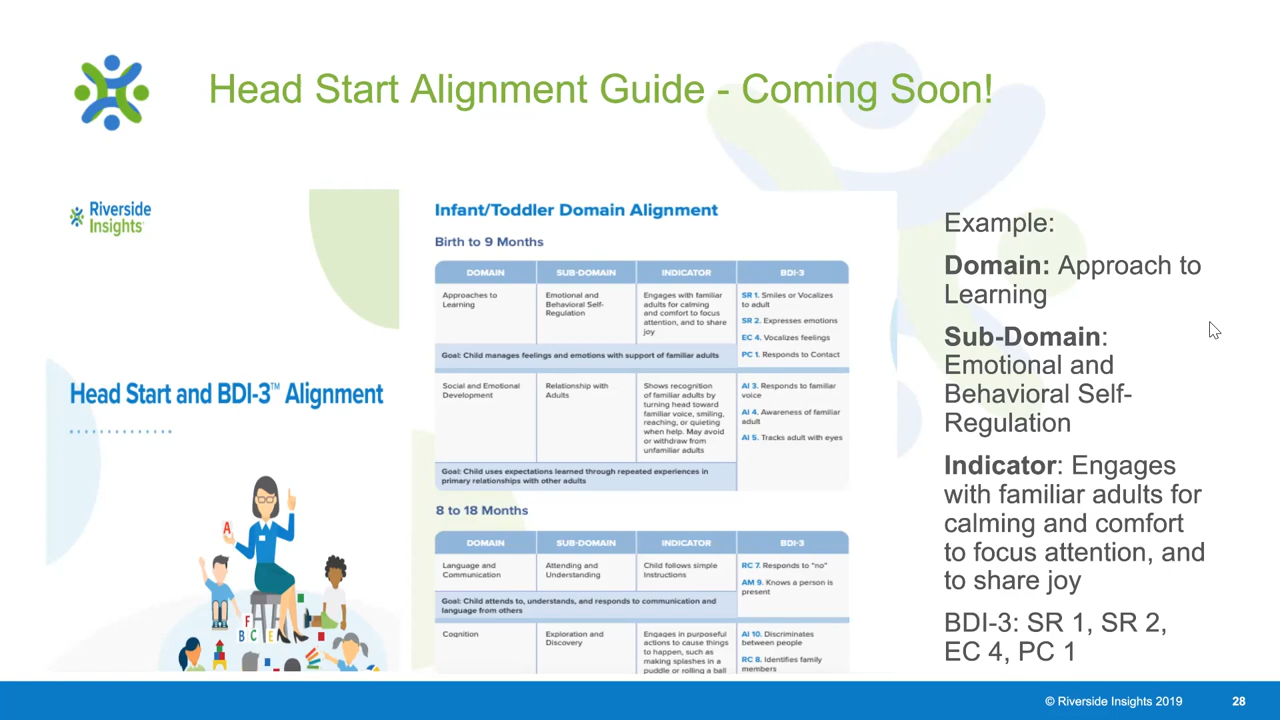 Head Start Alignment Guide - Coming Soon!
Riverside
Insights
Head Start and BDI-3™ Alignment
A
F
B C E
Infant/Toddler Domain Alignment
Birth to 9 Months
DOMAIN SUB-DOMAIN INDICATOR BDI-3
Approaches to
Learning
Emotional and
Behavioral Self-
Regulation
Engages with familiar
adults for calming
and comfort to focus
attention, and to share
joy
SR 1. Smiles or Vocalizes
to adult
SR 2. Expresses emotions
EC 4. Vocalizes feelings
PC 1. Responds to Contact
Goal: Child manages feelings and emotions with support of familiar adults
Social and Emotional
Development
Relationship with
Adults
Shows recognition
of familiar adults by
turning head toward
familiar voice, smiling,
reaching, or quieting
when help. May avoid
or withdraw from
unfamiliar adults
AI 3. Responds to familiar
voice
AI 4. Awareness of familiar
adult
AI 5. Tracks adult with eyes
Goal: Child uses expectations learned through repeated experiences in
primary relationships with other adults
8 to 18 Months
DOMAIN SUB-DOMAIN INDICATOR BDI-3
Language and
Communication
Attending and
Understanding
Child follows simple
Instructions
RC 7. Responds to "no"
AM 9. Knows a person is
present
Goal: Child attends to, understands, and responds to communication and
language from others
Cognition
Exploration and
Discovery
Engages in purposeful
actions to cause things
to happen, such as
making splashes in a
puddle or rolling a ball
AI 10. Discriminates
between people
RC 8. Identifies family
members
Example:
Domain: Approach to
Learning
Sub-Domain:
Emotional and
Behavioral Self-
Regulation
Indicator: Engages
with familiar adults for
calming and comfort
to focus attention, and
to share joy
BDI-3: SR 1, SR 2,
EC 4, PC 1
© Riverside Insights 2019 28